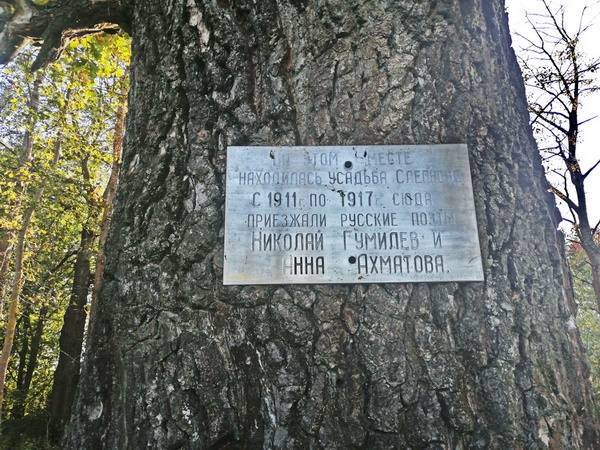 ЭТОМ МЕСТЕ
НАХОДИЛАСЬ УСАДЬБА СЛЕПНЕВО
С 1911г. ПО 1917г. СЮДА
ПРИЕЗЖАЛИ РУССКИЕ ПОЭТЫ
НИКОЛАЙ ГУМИЛЕВ И
АННА АХМАТОВА.